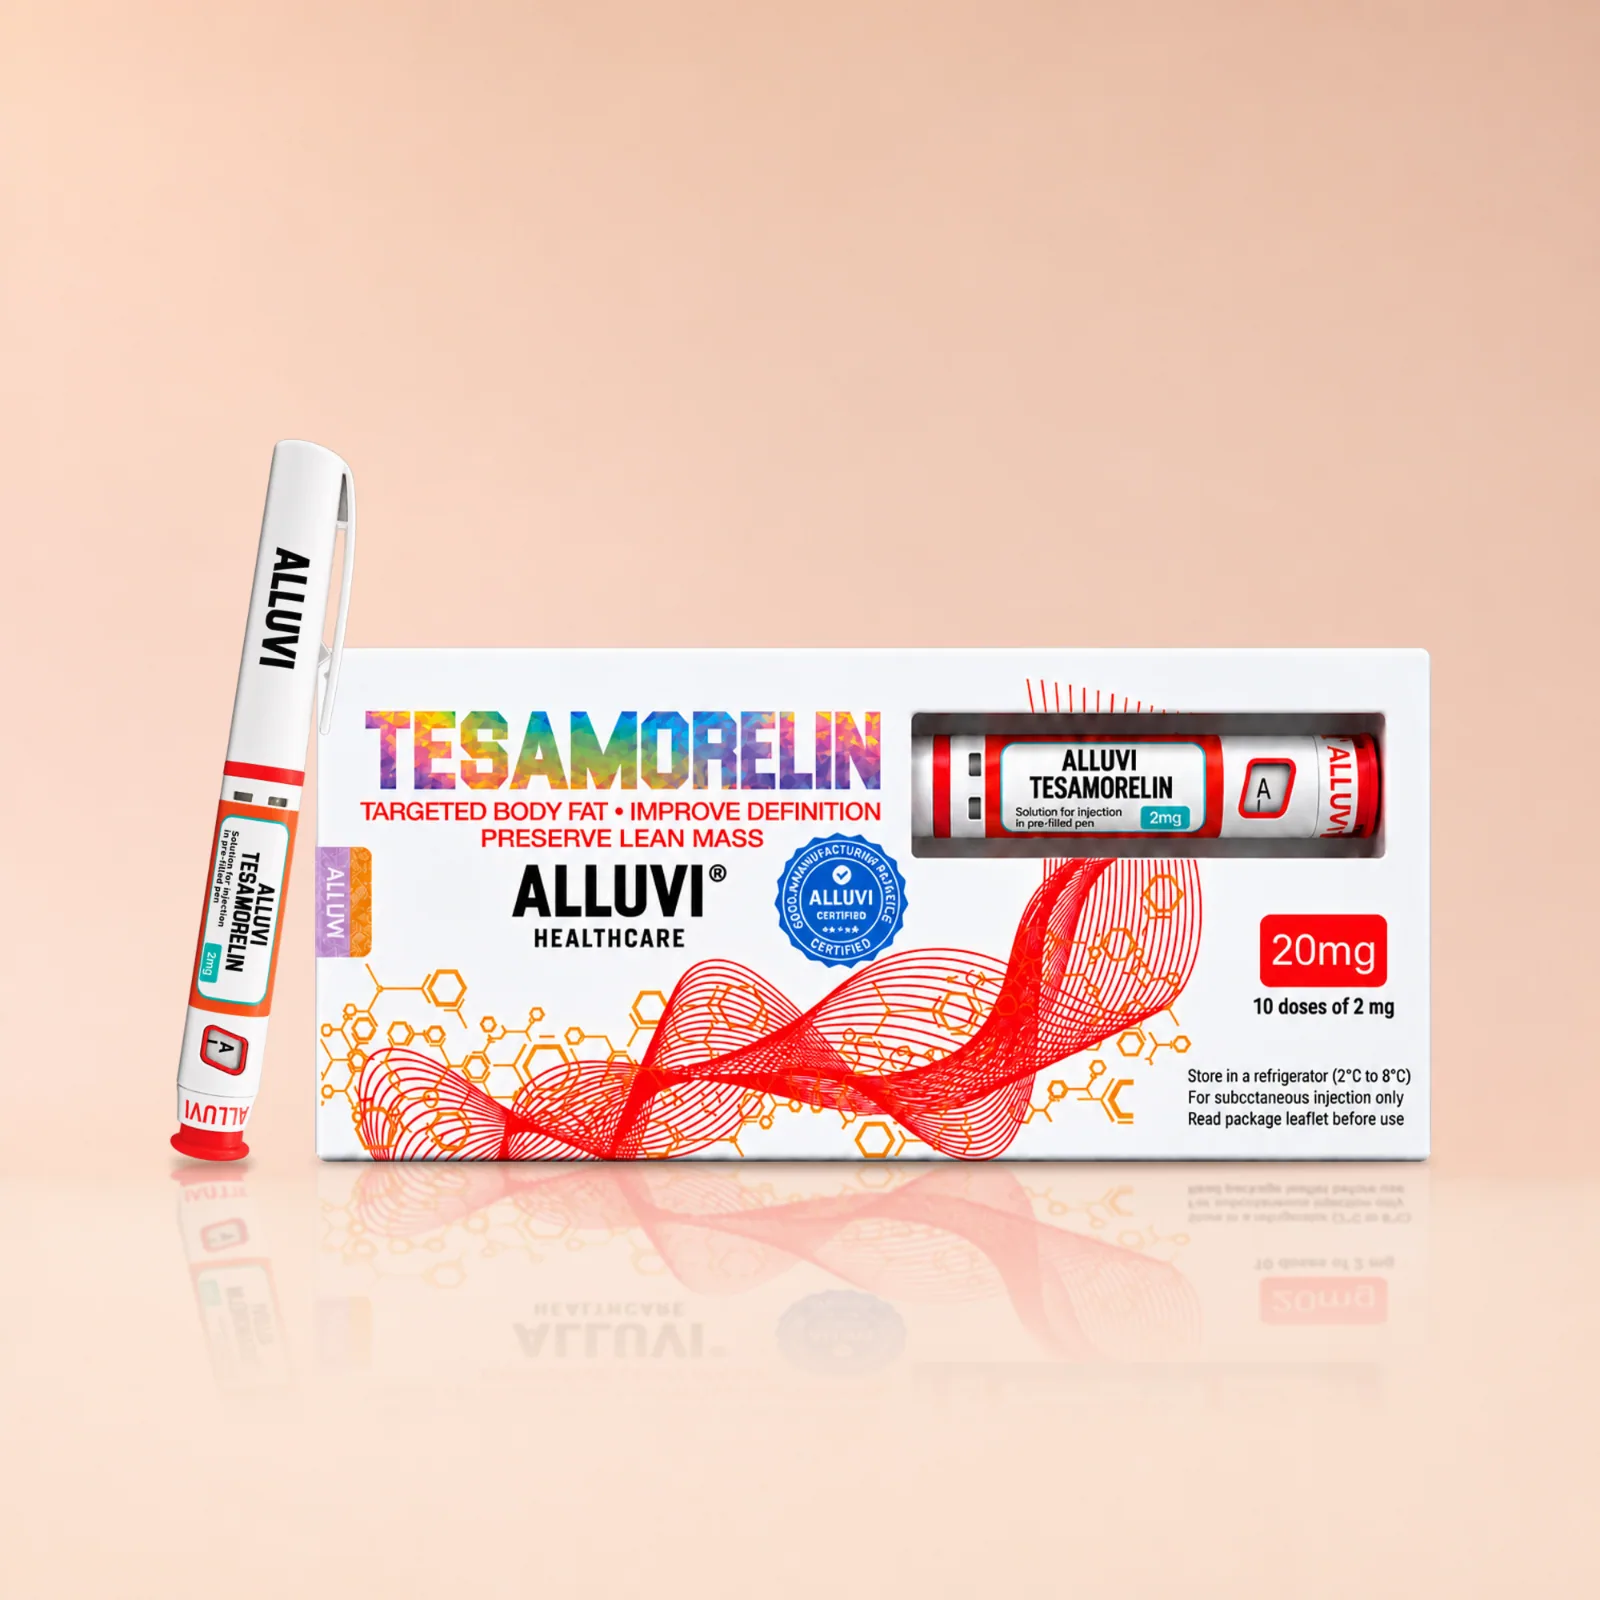 ALLUVI
ALLUVI
TESAMORELIN
Solution for injection
in pre-filled pen
2mg
A
ALLUVI
TESAMORELIN
TARGETED BODY FAT • IMPROVE DEFINITION
PRESERVE LEAN MASS
ALLUVI®
HEALTHCARE
ALLUVI
CERTIFIED
CERTIFIED
ALLUVI
TESAMORELIN
Solution for injection
in pre-filled pen
2mg
A
ALLUVI
20mg
10 doses of 2 mg
Store in a refrigerator (2°C to 8°C)
For subcctaneous injection only
Read package leaflet before use